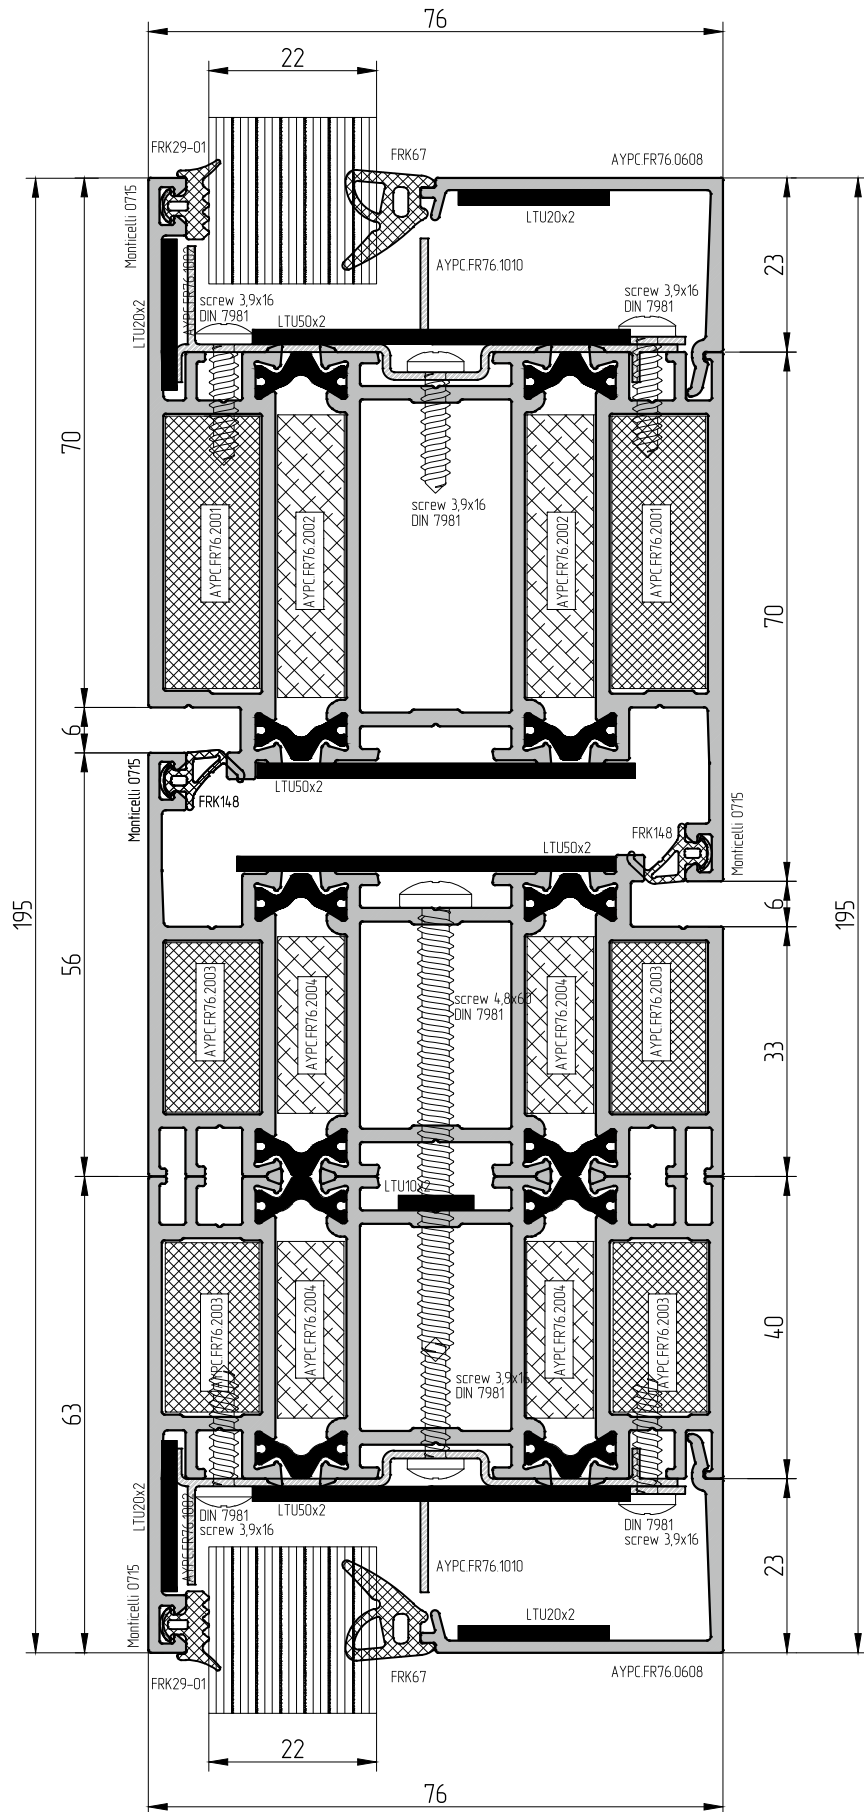 76
22
FRK29-01
FRK67
AYPC.FR76.0608
Monticelli 0715
LTU20x2
AYPC.FR76.1002
AYPC.FR76.1010
23
LTU20x2
screw 3,9x16
DIN 7981
LTU50x2
screw 3,9x16
DIN 7981
70
screw 3,9x16
DIN 7981
AYPC.FR76.2001
AYPC.FR76.2002
AYPC.FR76.2002
AYPC.FR76.2001
70
6
Monticelli 0715
LTU50x2
FRK148
FRK148
Monticelli 0715
LTU50x2
6
195
195
56
AYPC.FR76.2003
AYPC.FR76.2004
screw 4,8x60
DIN 7981
AYPC.FR76.2004
AYPC.FR76.2003
33
LTU10x2
AYPC.FR76.2003
AYPC.FR76.2004
AYPC.FR76.2004
AYPC.FR76.2003
40
screw 3,9x16
DIN 7981
63
LTU20x2
AYPC.FR76.1002
LTU50x2
DIN 7981
screw 3,9x16
DIN 7981
screw 3,9x16
AYPC.FR76.1010
23
Monticelli 0715
LTU20x2
FRK29-01
FRK67
AYPC.FR76.0608
22
76